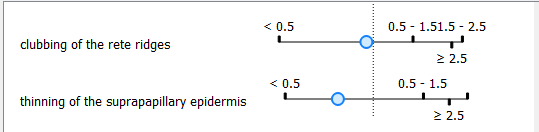 < 0.5 0.5 - 1.51.5 - 2.5
clubbing of the rete ridges
≥ 2.5
< 0.5 0.5 - 1.5
thinning of the suprapapillary epidermis
≥ 2.5